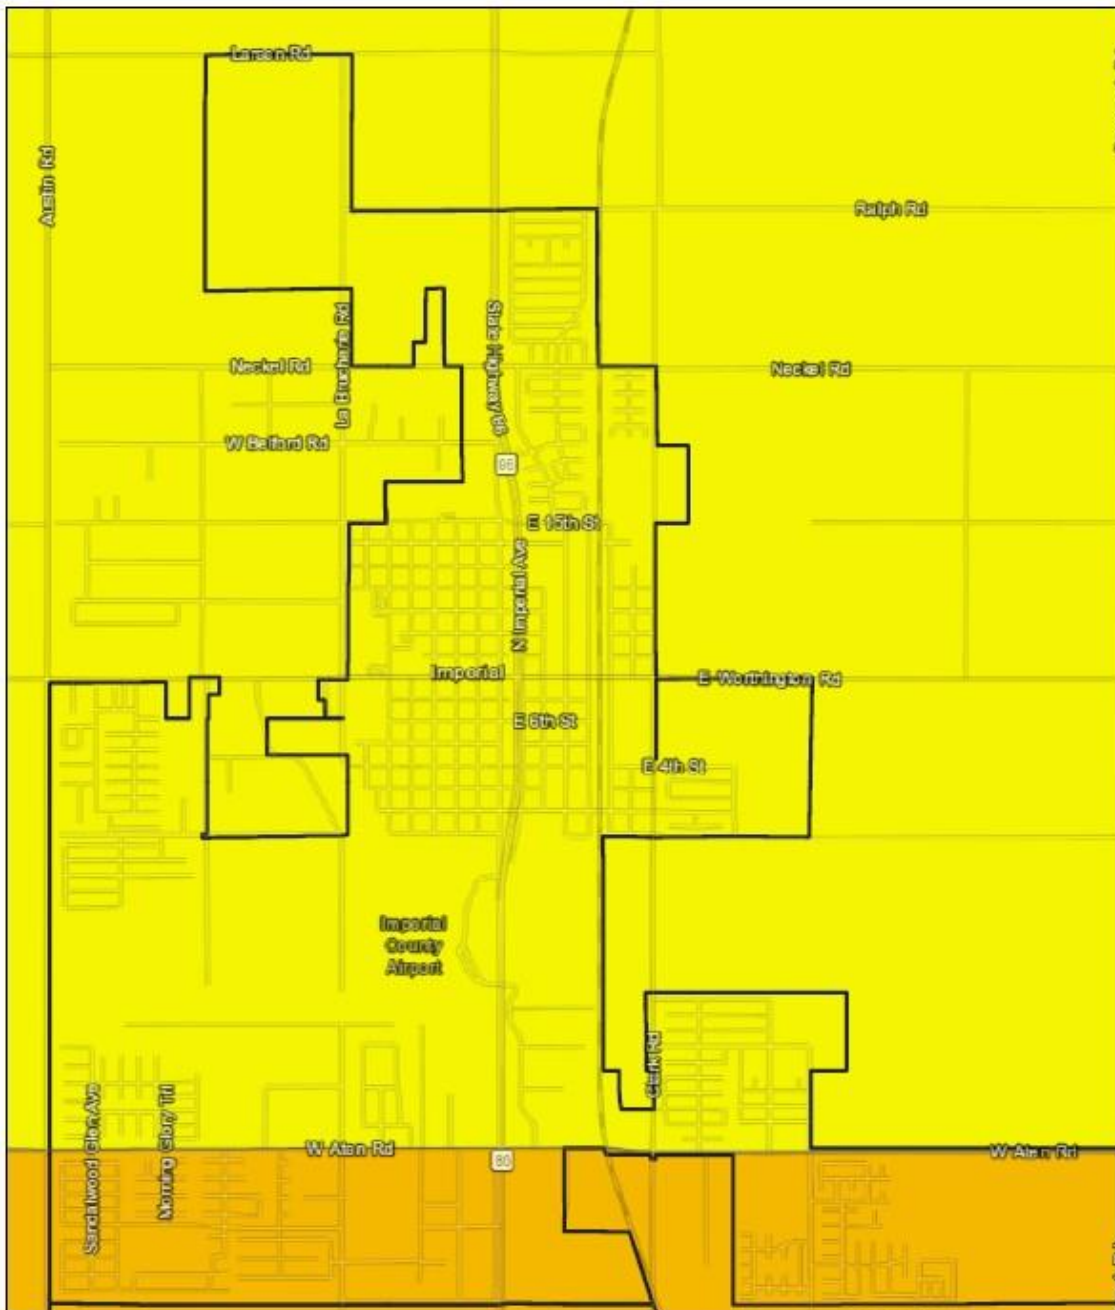 Larson Rd
Austin Rd
Ralph Rd
State Highway 86
La Brucherie Rd
Neckel Rd
Neckel Rd
W Belford Rd
86
E 15th St
N Imperial Ave
Imperial
E Worthington Rd
E 6th St
E 4th St
Imperial
County
Airport
Clark Rd
Sandalwood Glen Ave
Morning Glory Trl
W Aten Rd
W Aten Rd